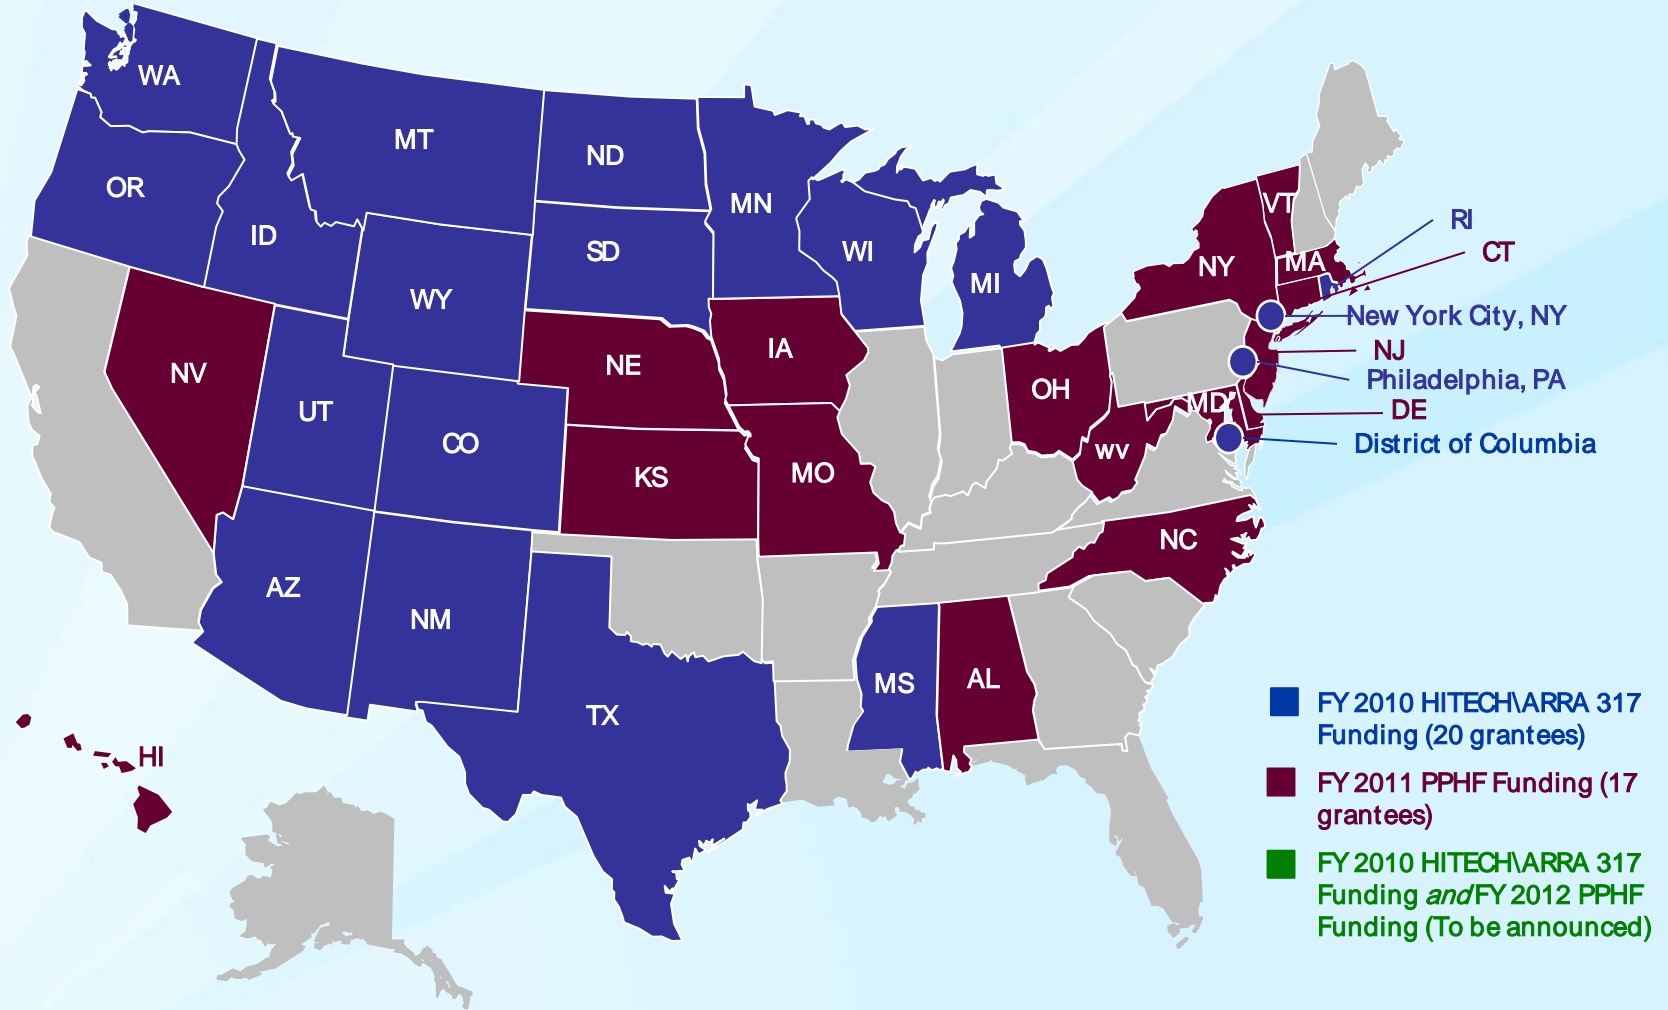 WA
MT
ND
OR
MN
VT
ID
RI
SD
WI
CT
NY
MA
MI
WY
New York City, NY
IA
NJ
NE
NV
Philadelphia, PA
OH
UT
MD
DE
CO
District of Columbia
WV
KS
MO
NC
AZ
NM
MS
AL
TX
HI
FY 2010 HITECH\ARRA 317
Funding (20 grantees)
FY 2011 PPHF Funding (17
grantees)
FY 2010 HITECH\ARRA 317
Funding and FY 2012 PPHF
Funding (To be announced)